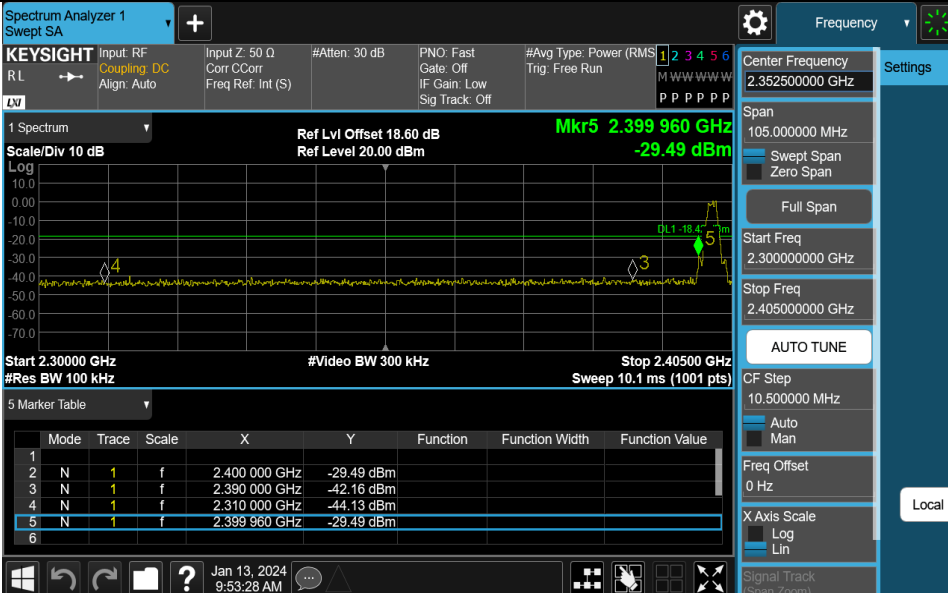 Spectrum Analyzer 1
Swept SA
+
Frequency
KEYSIGHT
RL
LXI
Input: RF
Coupling: DC
Align: Auto
Input Z: 50 Ω
Corr CCorr
Freq Ref: Int (S)
#Atten: 30 dB
PNO: Fast
Gate: Off
IF Gain: Low
Sig Track: Off
#Avg Type: Power (RMS
Trig: Free Run
1 2 3 4 5 6
M W W W W W
P P P P P P
Center Frequency
2.352500000 GHz
Settings
1 Spectrum
Scale/Div 10 dB
Ref Lvl Offset 18.60 dB
Ref Level 20.00 dBm
Mkr5 2.399 960 GHz
-29.49 dBm
Span
105.000000 MHz
Swept Span
Zero Span
Full Span
Start Freq
2.300000000 GHz
Stop Freq
2.405000000 GHz
AUTO TUNE
CF Step
10.500000 MHz
Auto
Man
Freq Offset
0 Hz
Local
X Axis Scale
Log
Lin
Signal Track
(Span Zoom)
Log
10.0
0.00
-10.0
-20.0
-30.0
-40.0
-50.0
-60.0
-70.0
4
3
5
Start 2.30000 GHz
#Video BW 300 kHz
Stop 2.40500 GHz
#Res BW 100 kHz
Sweep 10.1 ms (1001 pts)
5 Marker Table
Mode Trace Scale X Y Function Function Width Function Value
1
2 N 1 f 2.400 000 GHz -29.49 dBm
3 N 1 f 2.390 000 GHz -42.16 dBm
4 N 1 f 2.310 000 GHz -44.13 dBm
5 N 1 f 2.399 960 GHz -29.49 dBm
6
?
Jan 13, 2024
9:53:28 AM